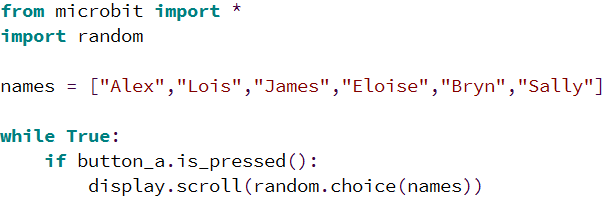 from microbit import *
import random
names = ["Alex","Lois","James","Eloise","Bryn","Sally"]
while True:
    if button_a.is_pressed():
        display.scroll(random.choice(names))